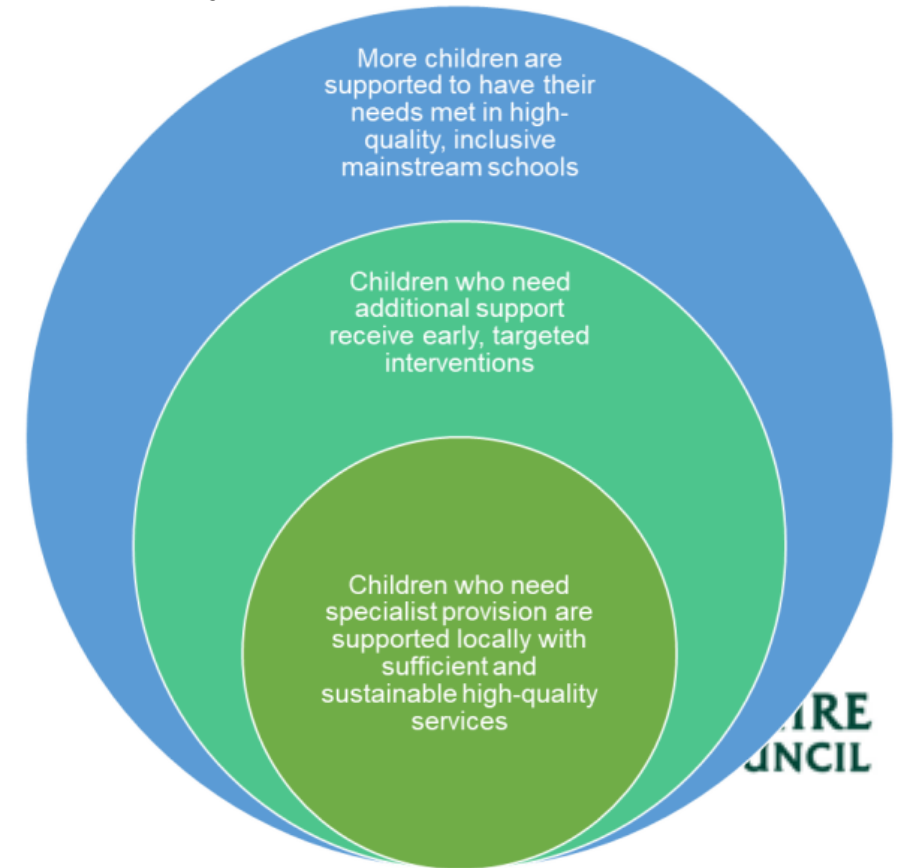 More children are
supported to have their
needs met in high-
quality, inclusive
mainstream schools
Children who need
additional support
receive early, targeted
interventions
Children who need
specialist provision are
supported locally with
sufficient and
sustainable high-quality
services